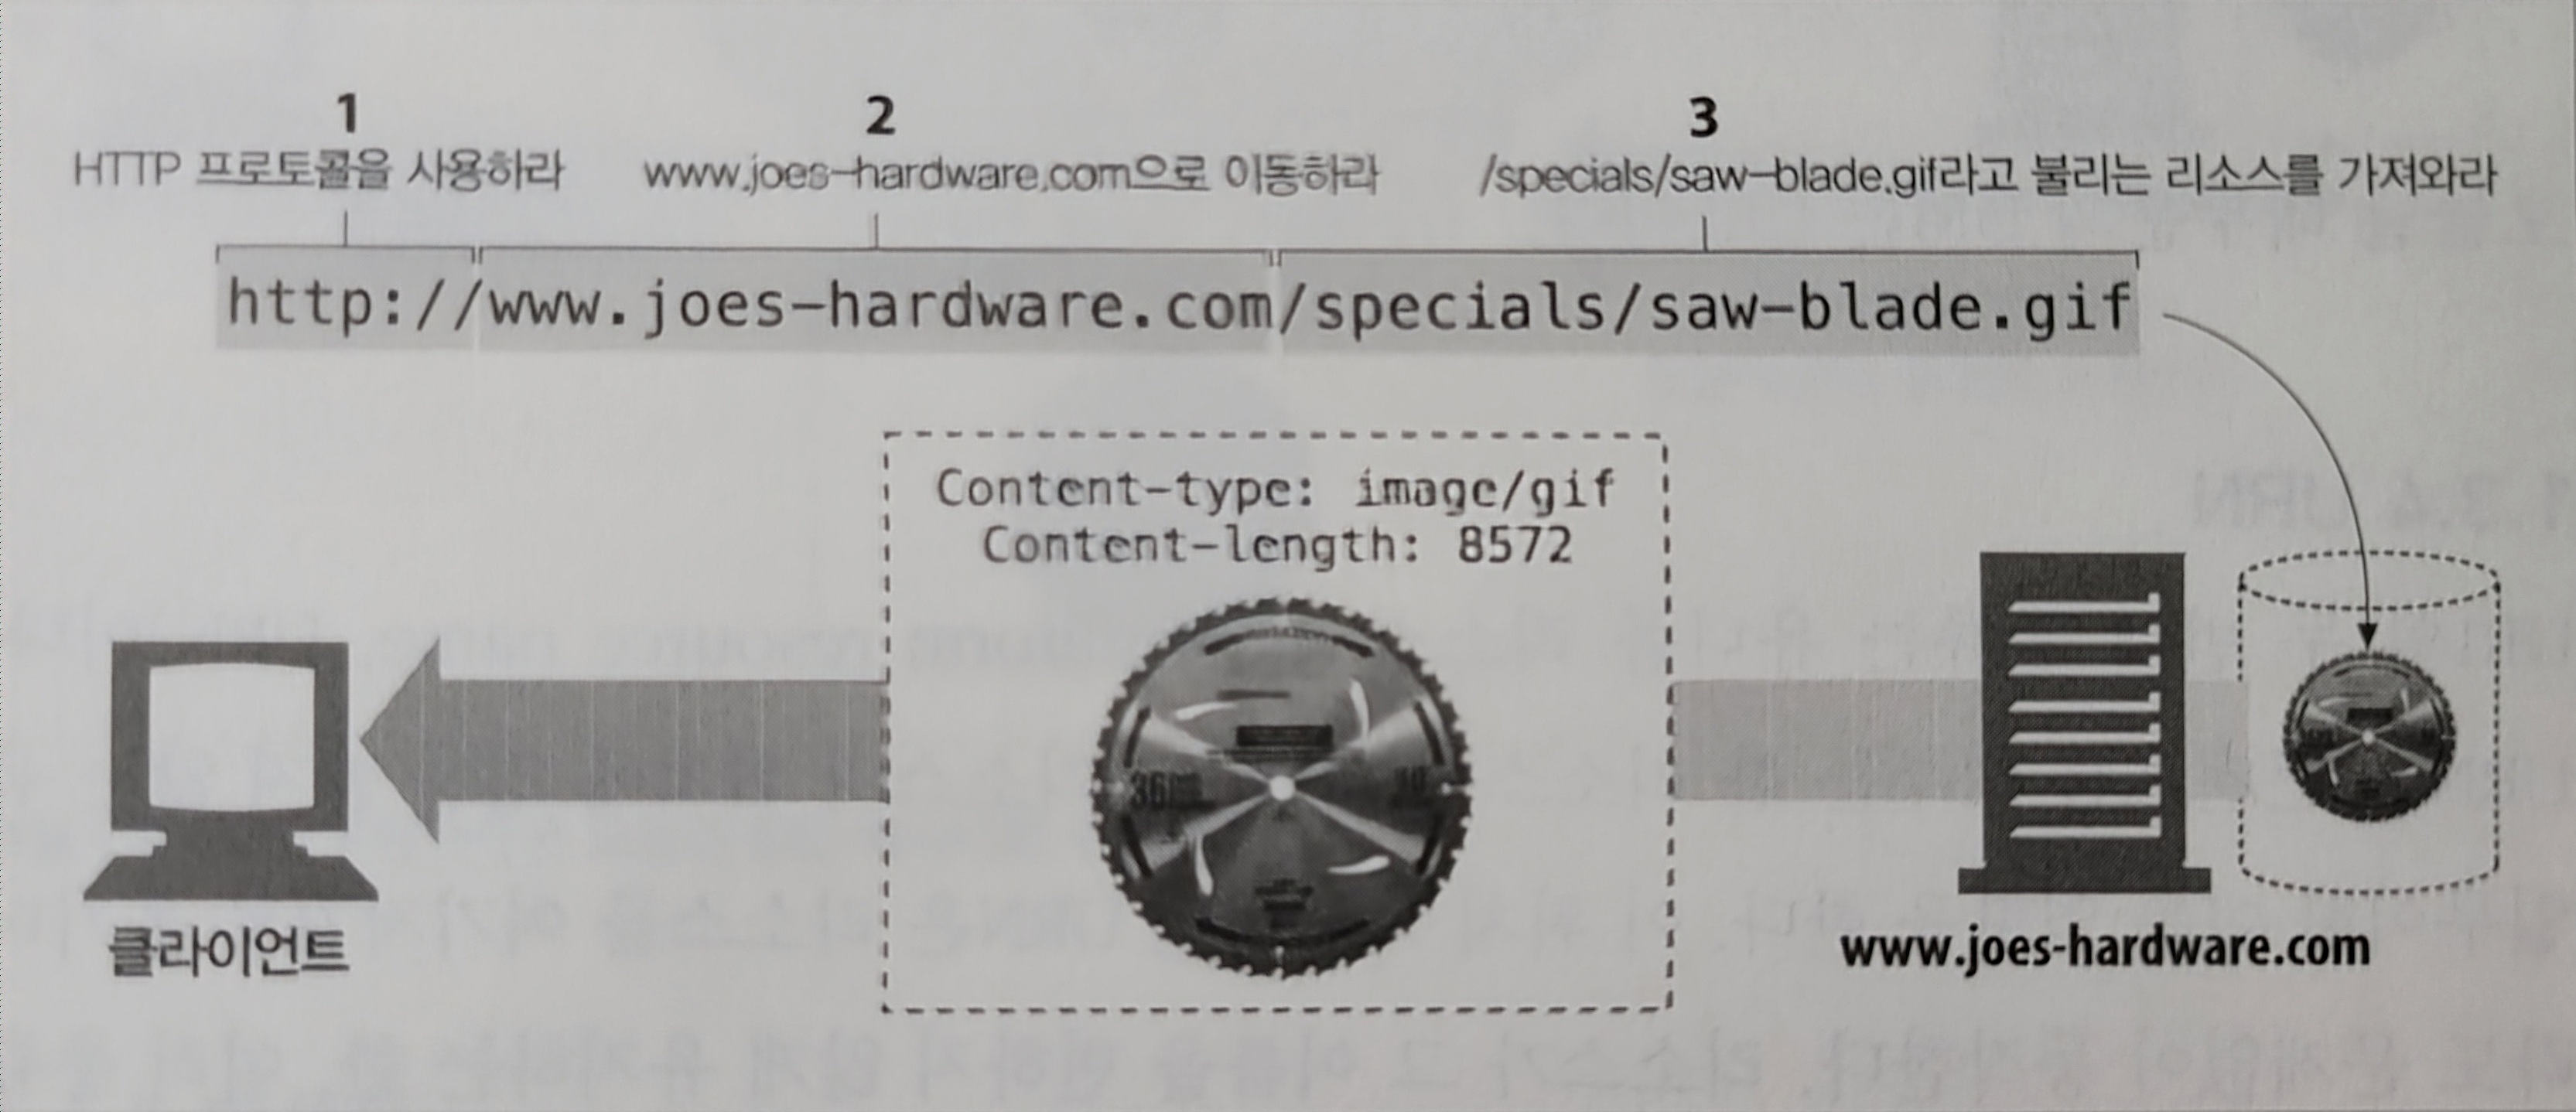 1
HTTP 프로토콜을 사용하라
2
www.joes-hardware.com으로 이동하라
3
/specials/saw-blade.gif라고 불리는 리소스를 가져와라
http://www.joes-hardware.com/specials/saw-blade.gif
Content-type: image/gif
Content-length: 8572
36
클라이언트
www.joes-hardware.com